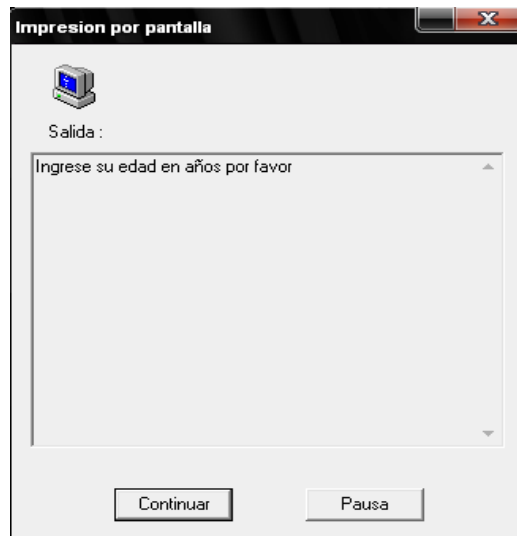 Impresion por pantalla
X
Salida :
Ingrese su edad en años por favor
Continuar
Pausa